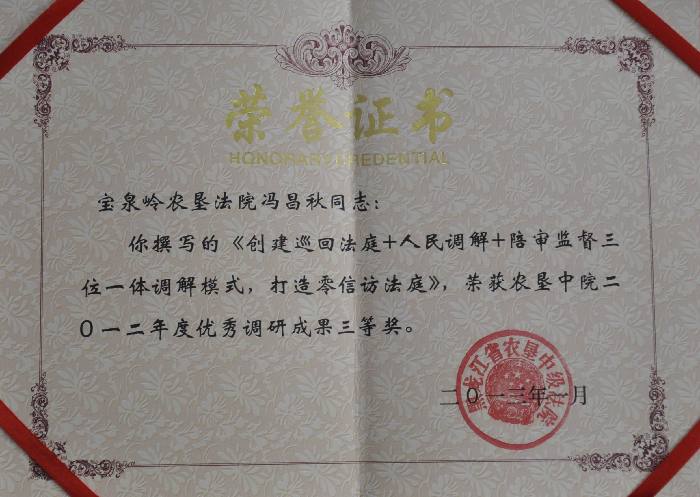 荣誉证书
HONORARY CREDENTIAL
宝泉岭农垦法院冯昌秋同志：
你撰写的《创建巡回法庭+人民调解+陪审监督三
位一体调解模式，打造零信访法庭》，荣获农垦中院二
〇一二年度优秀调研成果三等奖。
黑龙江省农垦中级法院
二〇一三年一月